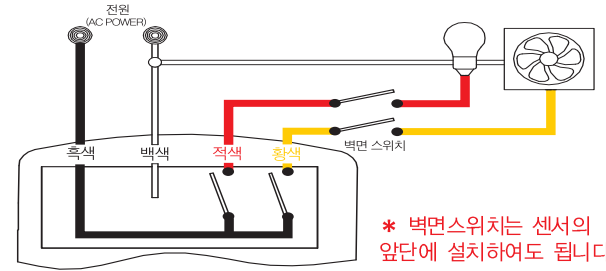 전원
(AC POWER)
흑색
백색
적색
황색
벽면 스위치
* 벽면스위치는 센서의
앞단에 설치하여도 됩니다